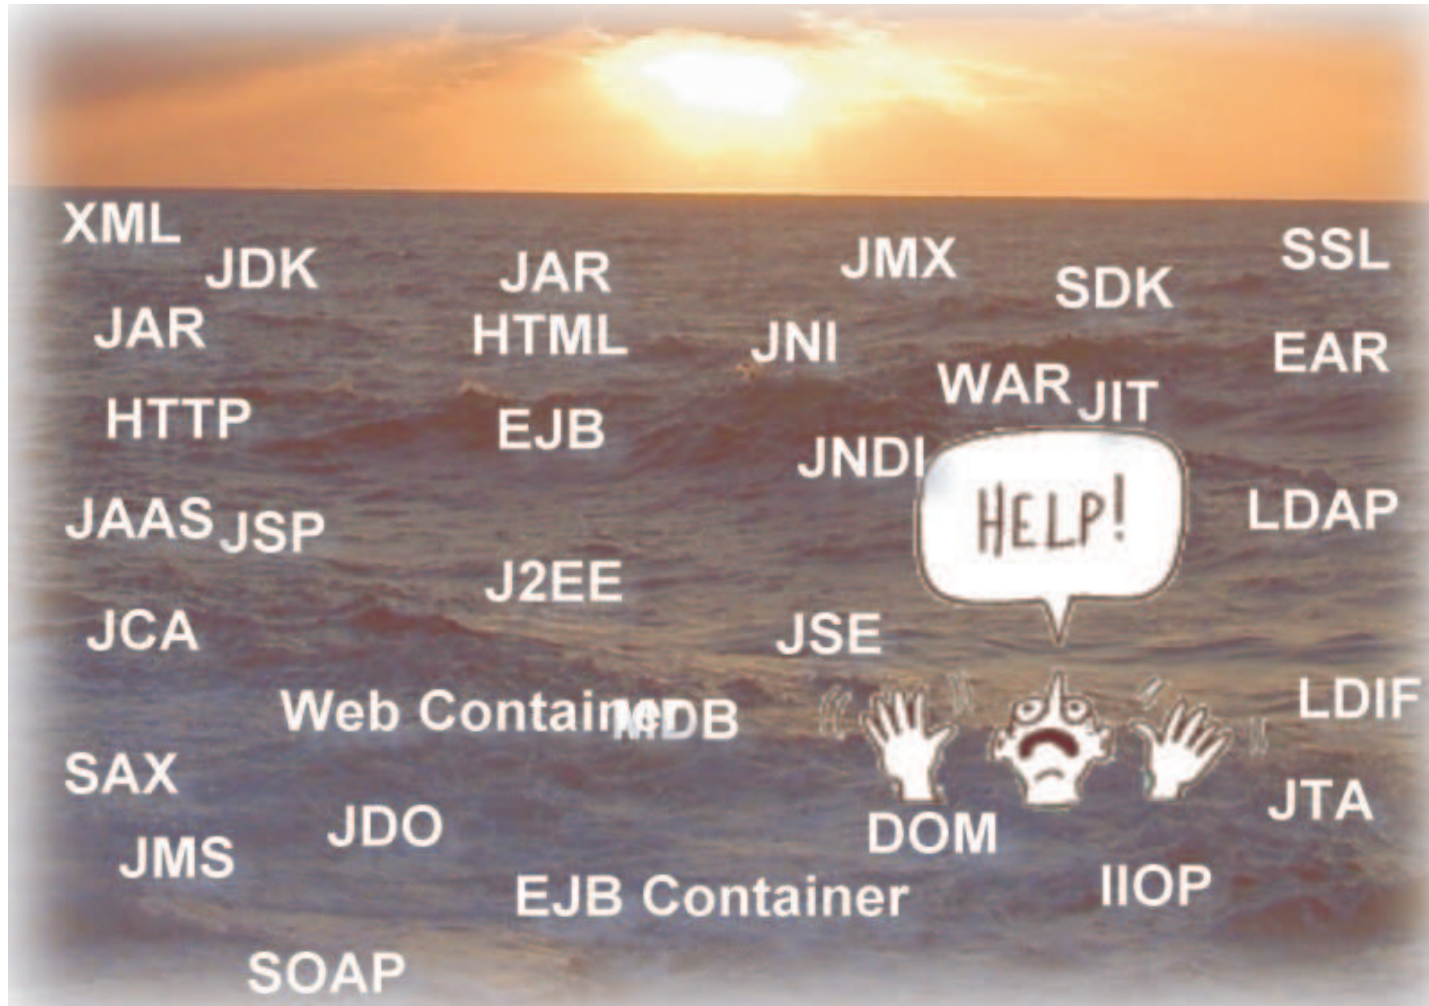 XML
JDK
JAR
JMX
SSL
SDK
JAR
HTML
JNI
EAR
WAR
JIT
HTTP
EJB
JNDI
HELP!
LDAP
JAAS
JSP
J2EE
JCA
JSE
Web Container
MDB
LDIF
SAX
JTA
JDO
DOM
JMS
EJB Container
IIOP
SOAP